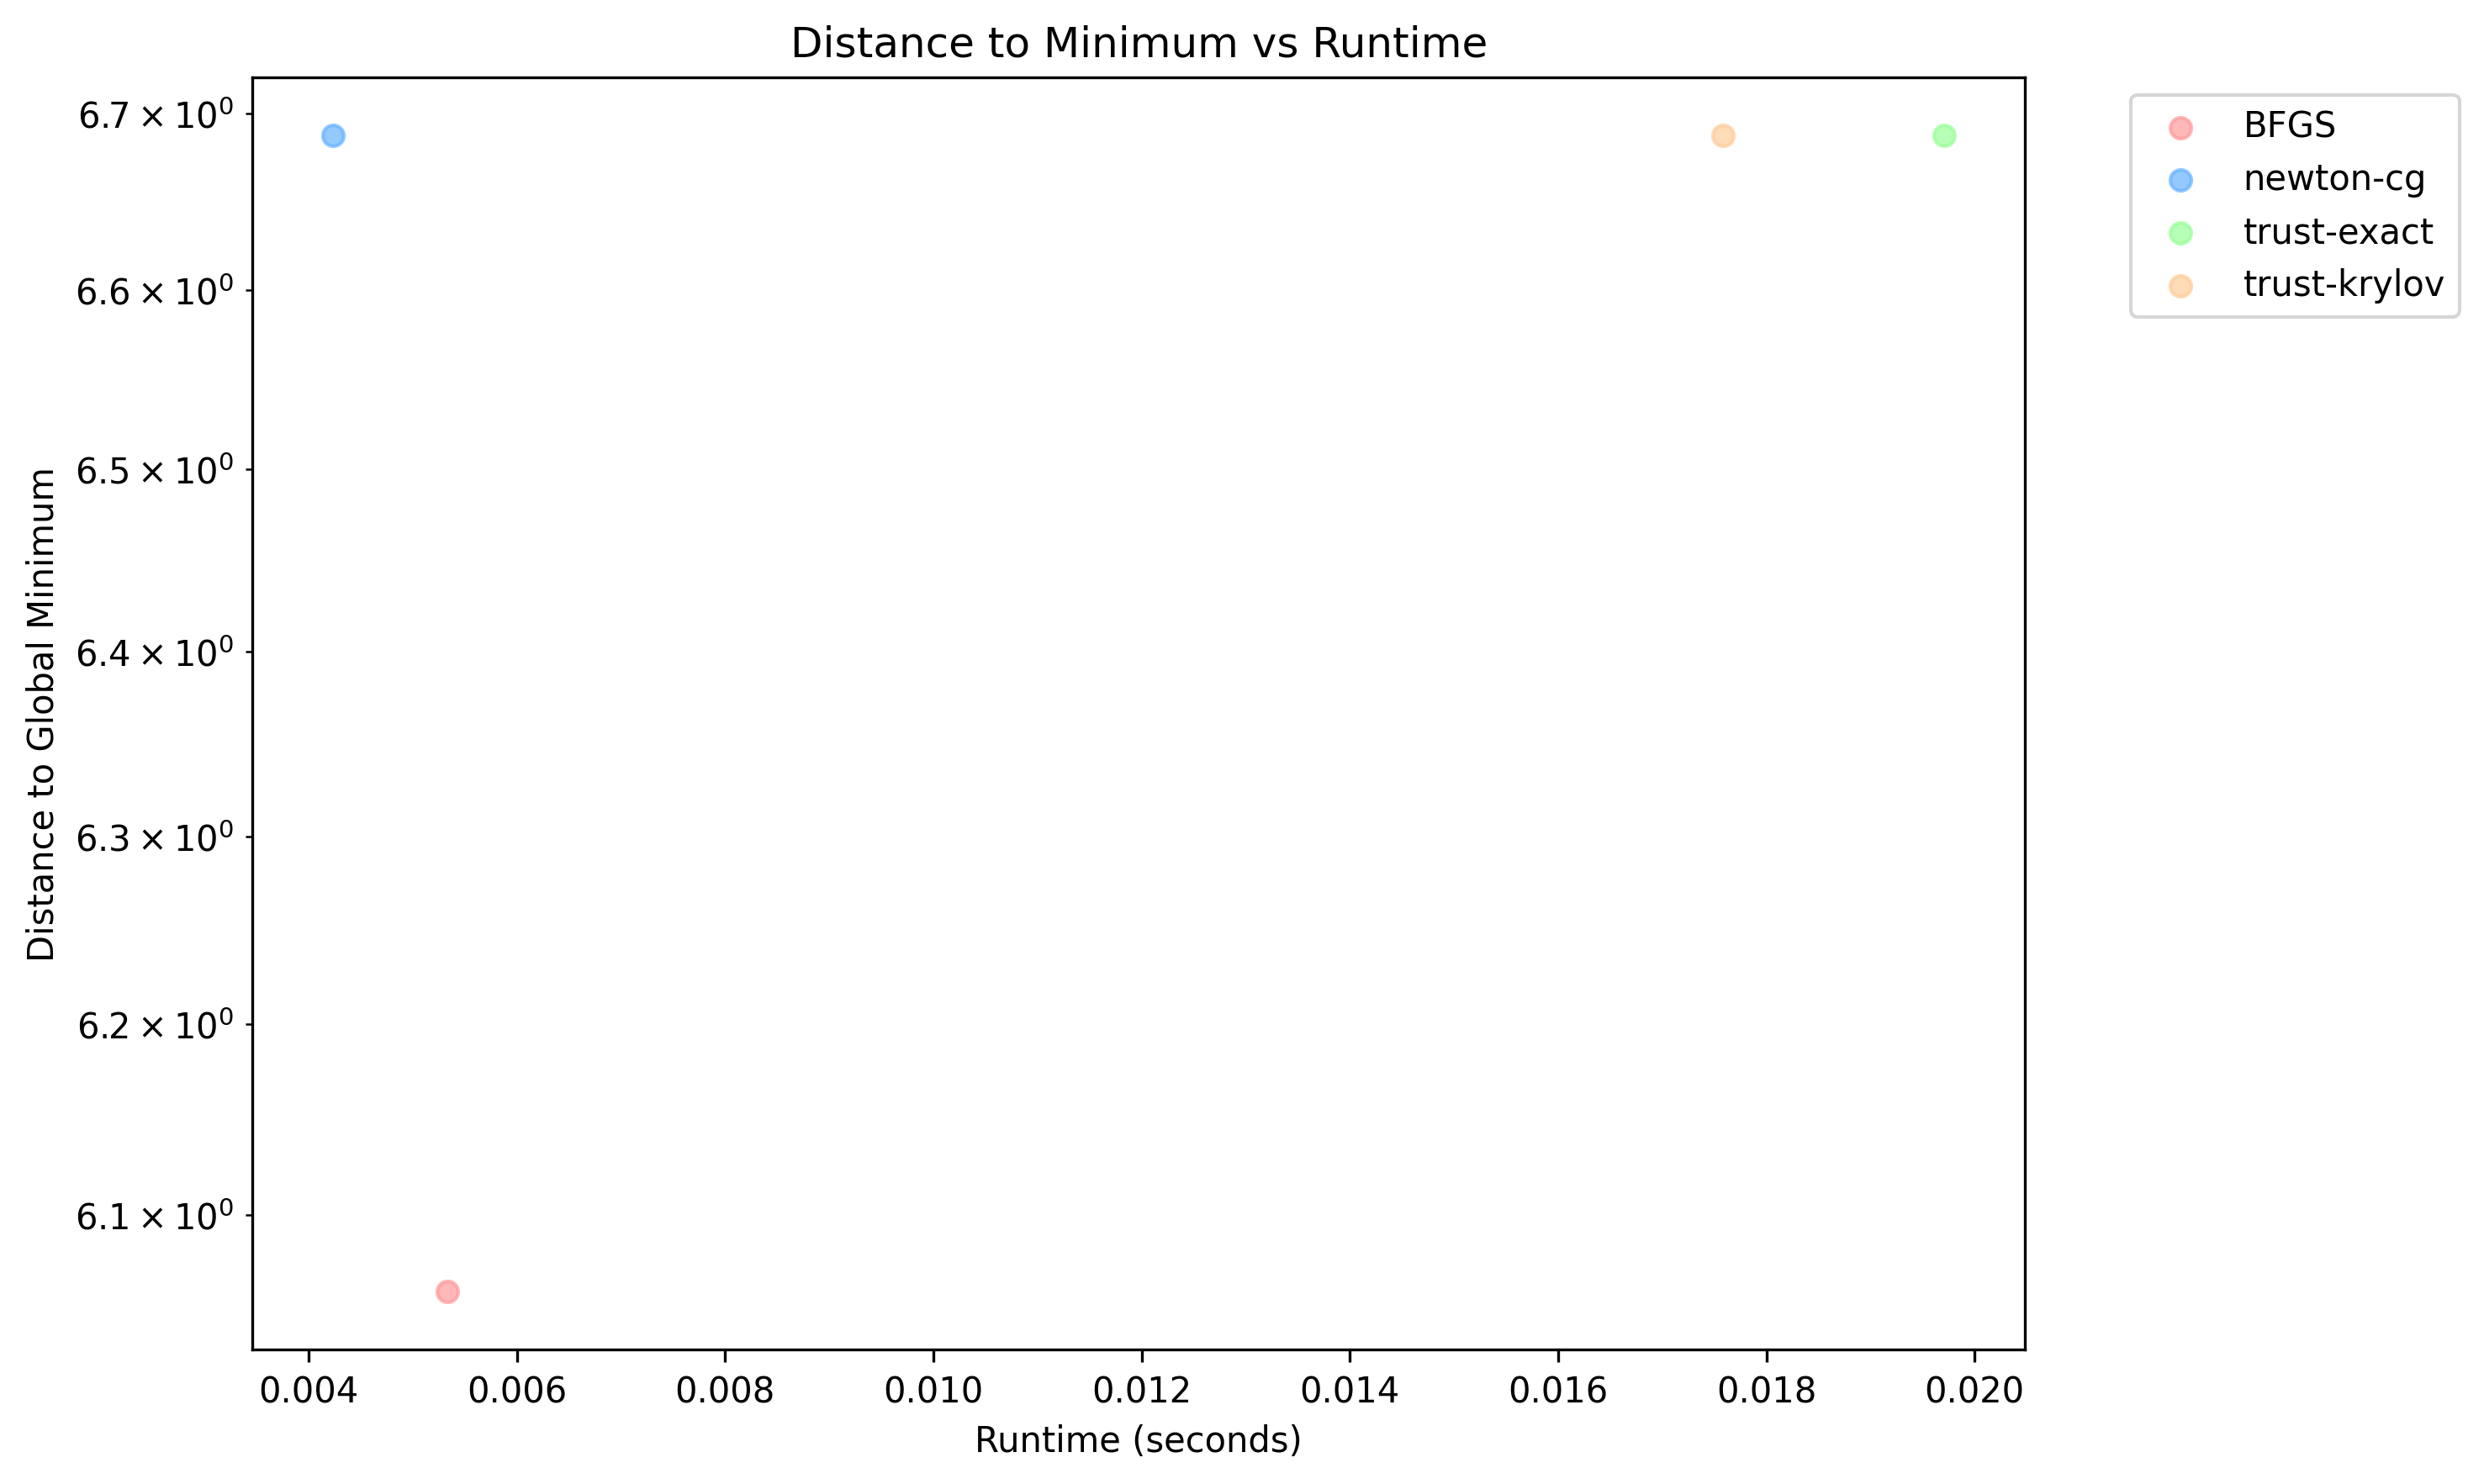 Distance to Minimum vs Runtime
Distance to Global Minimum
6.7 × 10⁰
6.6 × 10⁰
6.5 × 10⁰
6.4 × 10⁰
6.3 × 10⁰
6.2 × 10⁰
6.1 × 10⁰
0.004 0.006 0.008 0.010 0.012 0.014 0.016 0.018 0.020
Runtime (seconds)
BFGS
newton-cg
trust-exact
trust-krylov